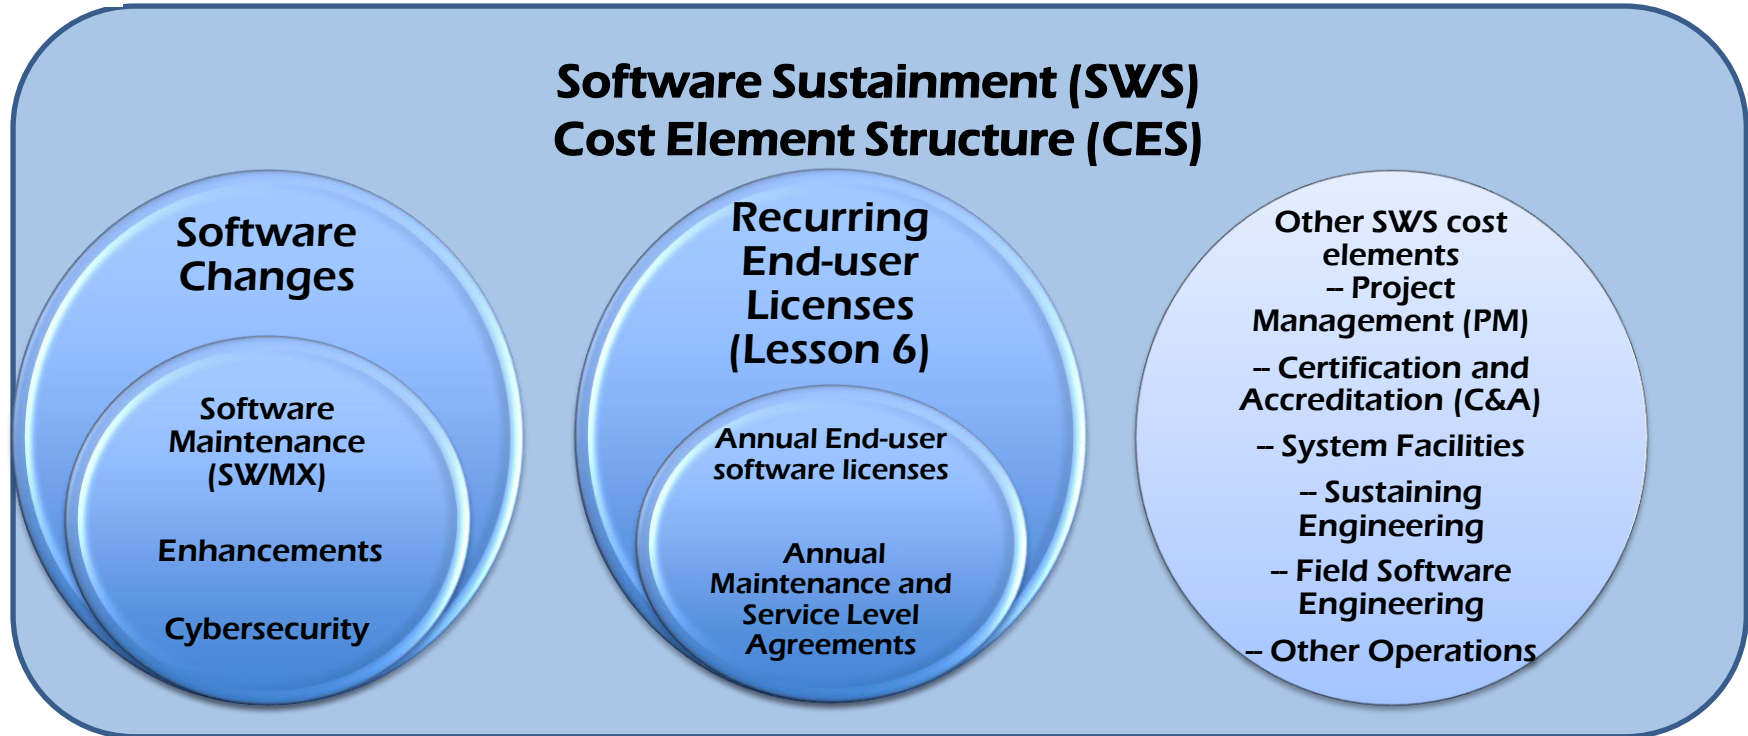 Software Sustainment (SWS)
Cost Element Structure (CES)
Software
Changes
Software
Maintenance
(SWMX)
Enhancements
Cybersecurity
Recurring
End-user
Licenses
(Lesson 6)
Annual End-user
software licenses
Annual
Maintenance and
Service Level
Agreements
Other SWS cost
elements
-- Project
Management (PM)
-- Certification and
Accreditation (C&A)
-- System Facilities
-- Sustaining
Engineering
-- Field Software
Engineering
-- Other Operations